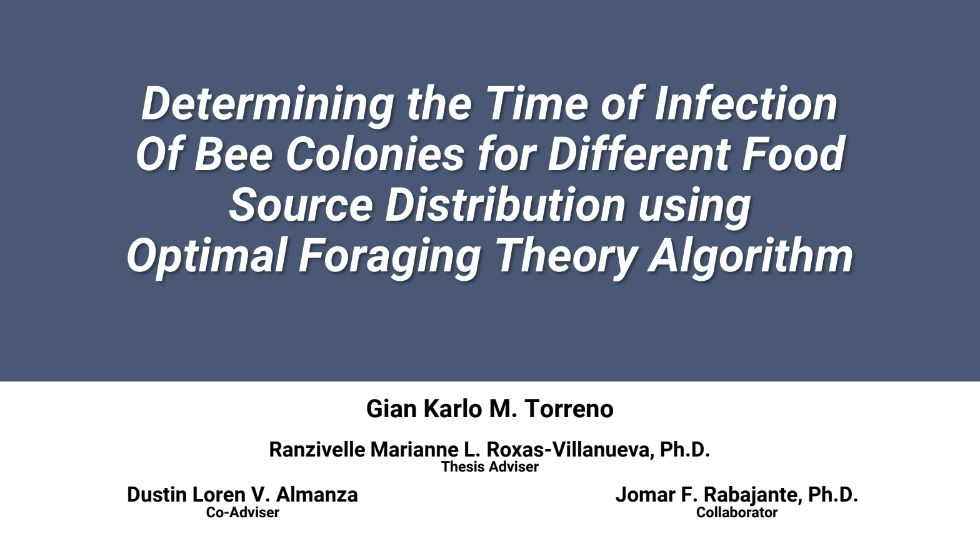 Determining the Time of Infection
Of Bee Colonies for Different Food
Source Distribution using
Optimal Foraging Theory Algorithm
Gian Karlo M. Torreno
Ranzivelle Marianne L. Roxas-Villanueva, Ph.D.
Thesis Adviser
Dustin Loren V. Almanza
Co-Adviser
Jomar F. Rabajante, Ph.D.
Collaborator